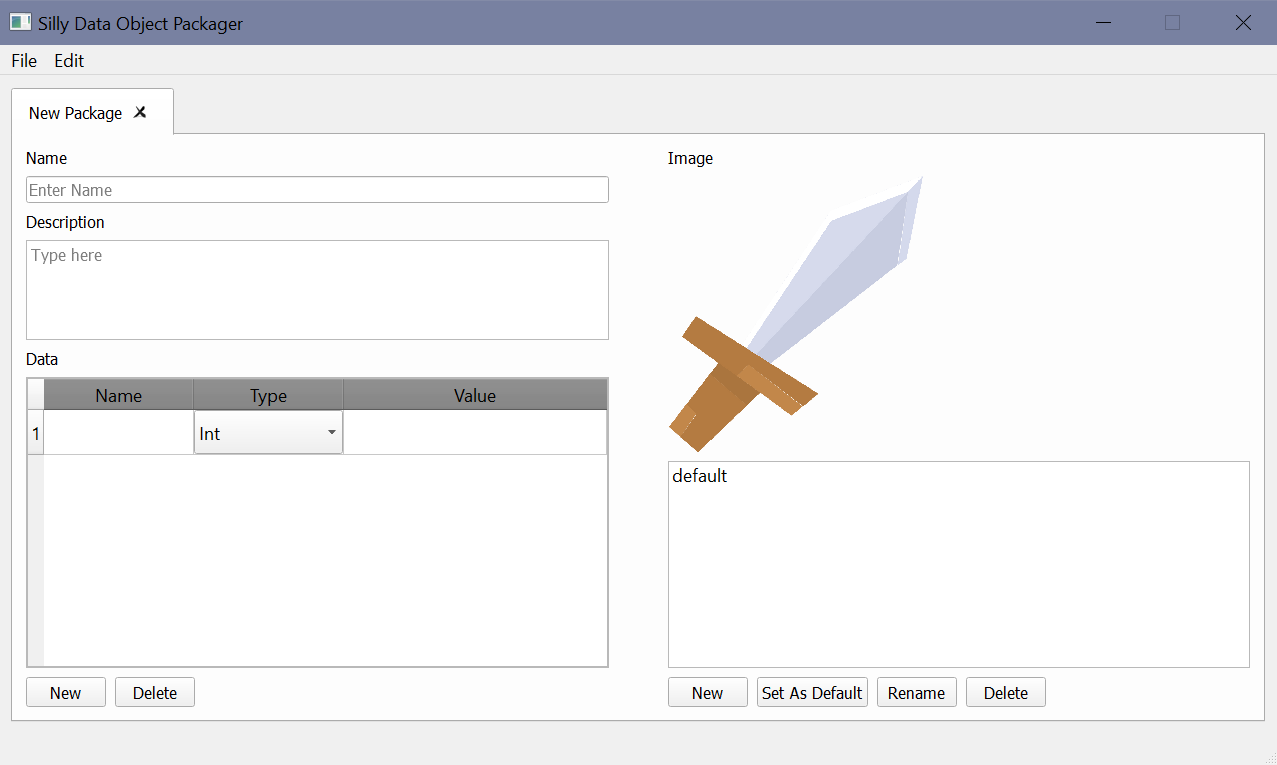 Silly Data Object Packager
File Edit
New Package
Name
Enter Name
Description
Type here
Data
Name Type Value
1 Int
New Delete
Image
default
New Set As Default Rename Delete